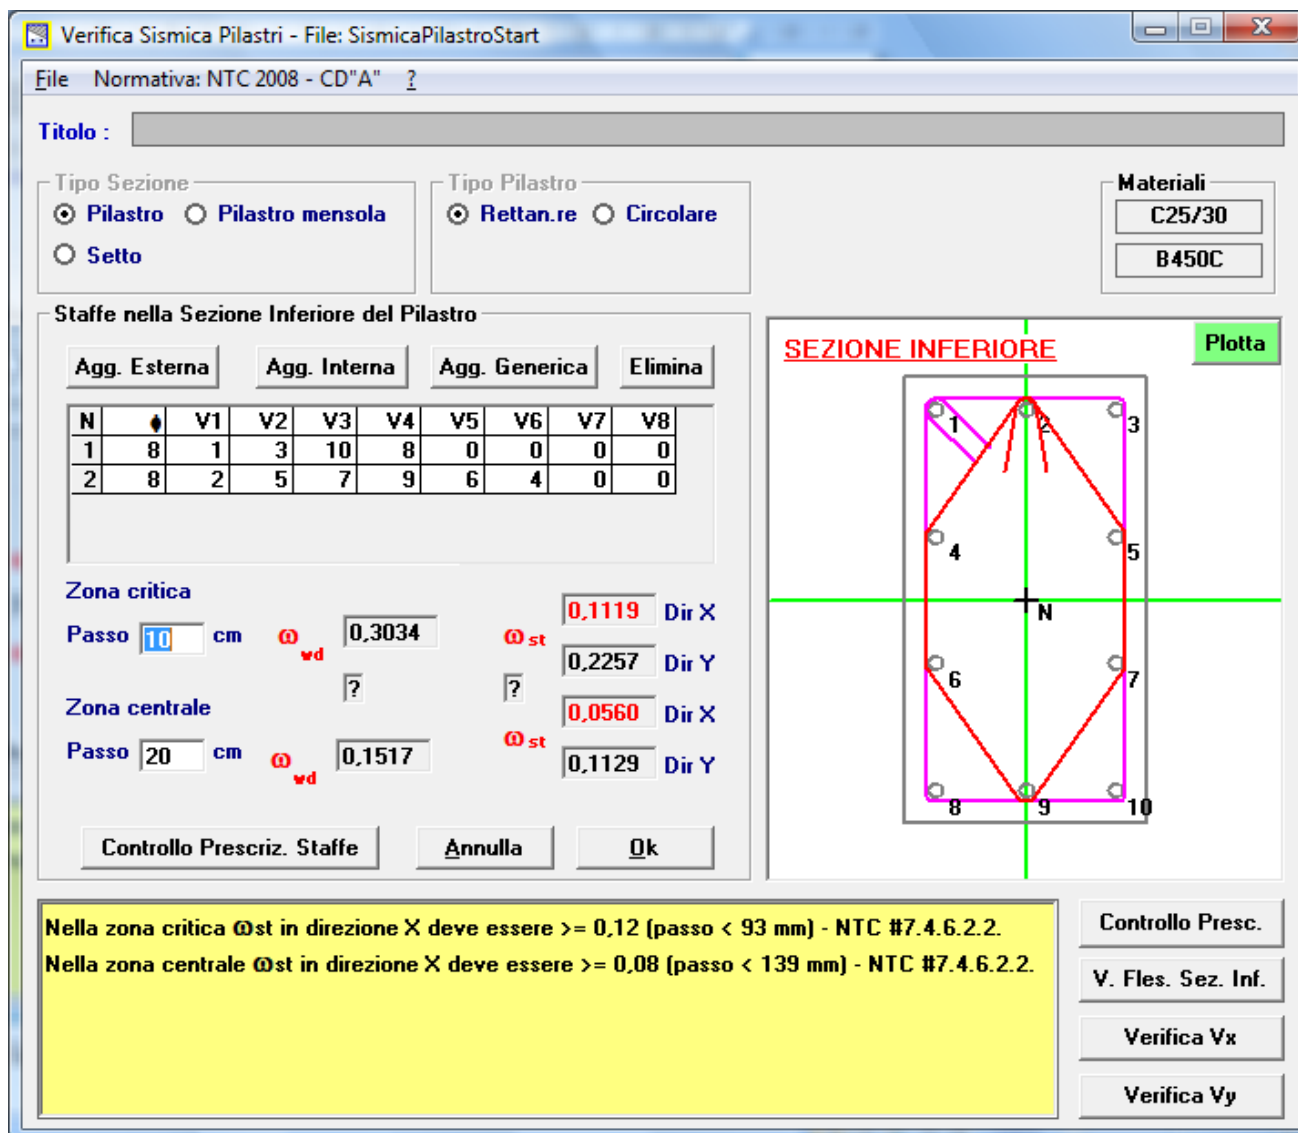 Verifica Sismica Pilastri - File: SismicaPilastroStart
File Normativa: NTC 2008 - CD"A" ?
Titolo :
Tipo Sezione
Pilastro Pilastro mensola
Setto
Tipo Pilastro
Rettan.re Circolare
Materiali
C25/30
B450C
Staffe nella Sezione Inferiore del Pilastro
Agg. Esterna Agg. Interna Agg. Generica Elimina
N ϕ V1 V2 V3 V4 V5 V6 V7 V8
1 8 1 3 10 8 0 0 0 0
2 8 2 5 7 9 6 4 0 0
Zona critica
Passo 10 cm ω wd 0,3034 ω st 0,1119 Dir X
0,2257 Dir Y
? ?
Zona centrale
Passo 20 cm ω wd 0,1517 ω st 0,0560 Dir X
0,1129 Dir Y
Controllo Prescriz. Staffe Annulla Ok
SEZIONE INFERIORE
Plotta
1 2 3
4 5
N
6 7
8 9 10
Nella zona critica ωst in direzione X deve essere >= 0,12 (passo < 93 mm) - NTC #7.4.6.2.2.
Nella zona centrale ωst in direzione X deve essere >= 0,08 (passo < 139 mm) - NTC #7.4.6.2.2.
Controllo Presc.
V. Fles. Sez. Inf.
Verifica Vx
Verifica Vy